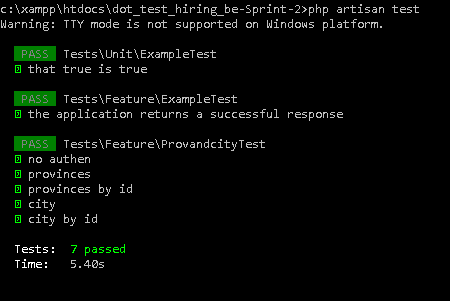 c:\xampp\htdocs\dot_test_hiring_be-Sprint-2>php artisan test
Warning: TTY mode is not supported on Windows platform.
PASS Tests\Unit\ExampleTest
that true is true
PASS Tests\Feature\ExampleTest
the application returns a successful response
PASS Tests\Feature\ProvandcityTest
no authen
provinces
provinces by id
city
city by id
Tests: 7 passed
Time: 5.40s